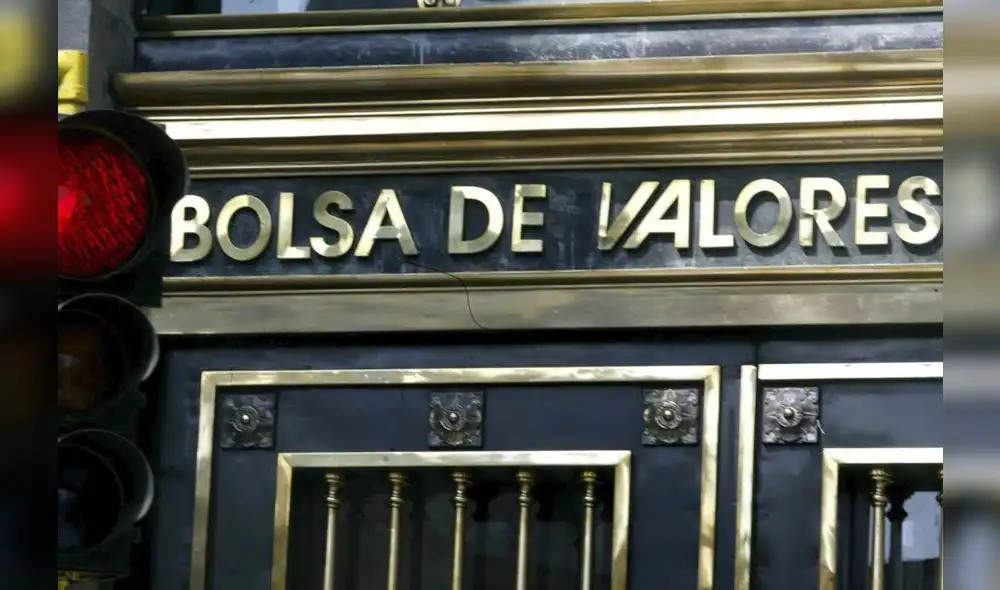 BOLSA DE VALORES